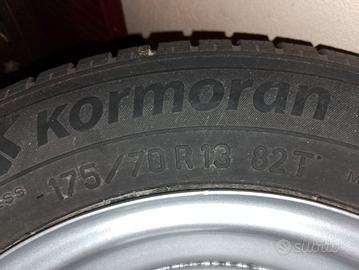 Kormoran
175/70 R13 82T
subito